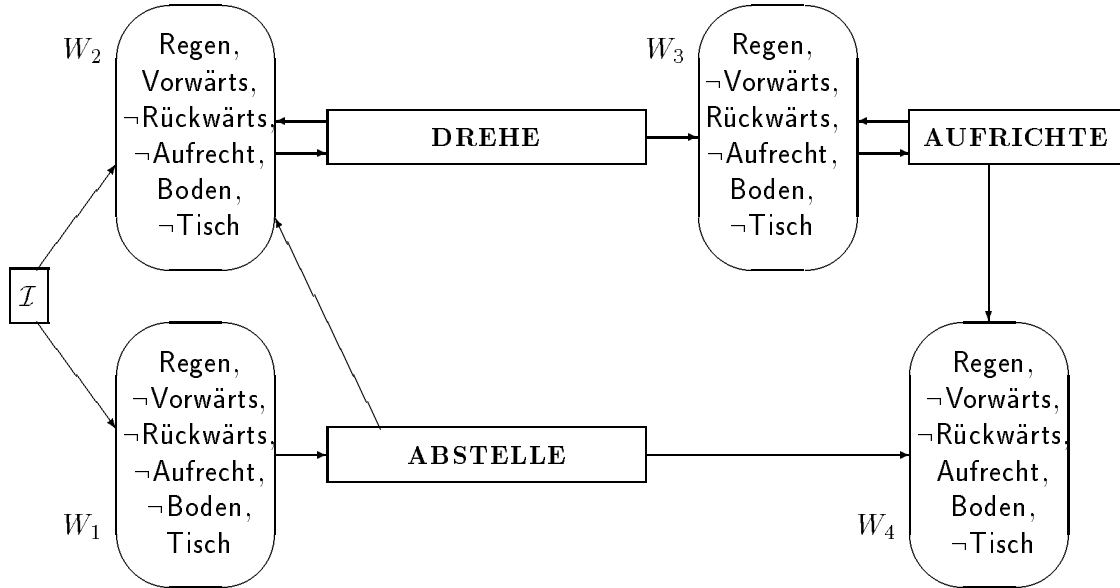 W₂
Regen,
Vorwärts,
¬Rückwärts,
¬Aufrecht,
Boden,
¬Tisch
DREHE
W₃
Regen,
¬Vorwärts,
Rückwärts,
¬Aufrecht,
Boden,
¬Tisch
AUFRICHTE
ℐ
W₁
Regen,
¬Vorwärts,
¬Rückwärts,
¬Aufrecht,
¬Boden,
Tisch
ABSTELLE
W₄
Regen,
¬Vorwärts,
¬Rückwärts,
Aufrecht,
Boden,
¬Tisch